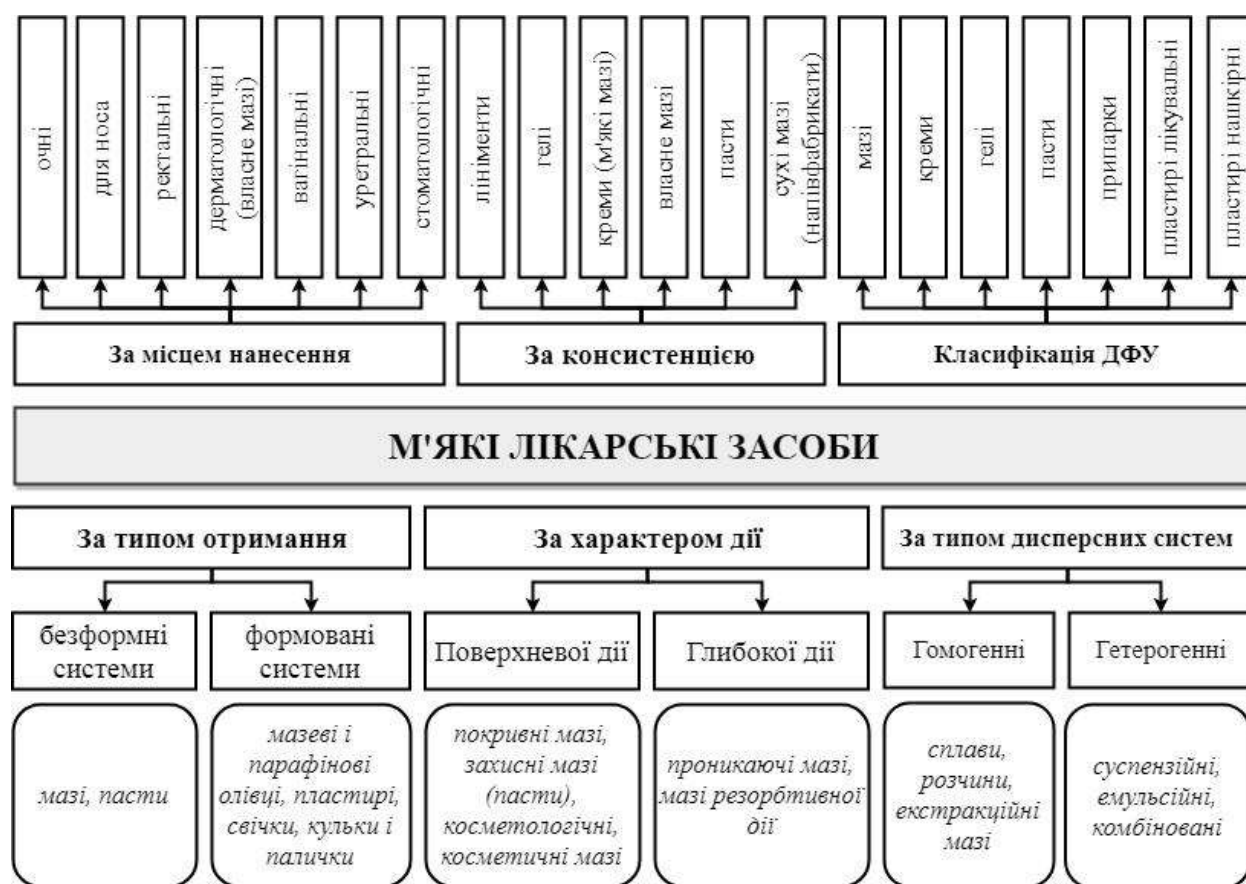 очні
для носа
ректальні
дерматологічні
(власне мазі)
вагінальні
уретральні
стоматологічні
лініменти
гелі
креми (м'які мазі)
власне мазі
пасти
сухі мазі
(напівфабрикати)
мазі
креми
гелі
пасти
припарки
пластирі лікувальні
пластирі нашкірні
За місцем нанесення
За консистенцією
Класифікація ДФУ
М'ЯКІ ЛІКАРСЬКІ ЗАСОБИ
За типом отримання
За характером дії
За типом дисперсних систем
безформні
системи
формовані
системи
Поверхневої дії
Глибокої дії
Гомогенні
Гетерогенні
мазі, пасти
мазеві і
парафінові
олівці, пластирі,
свічки, кульки і
палички
покривні мазі,
захисні мазі
(пасти),
косметологічні,
косметичні мазі
проникаючі мазі,
мазі резорбтивної
дії
сплави,
розчини,
екстракційні
мазі
суспензійні,
емульсійні,
комбіновані